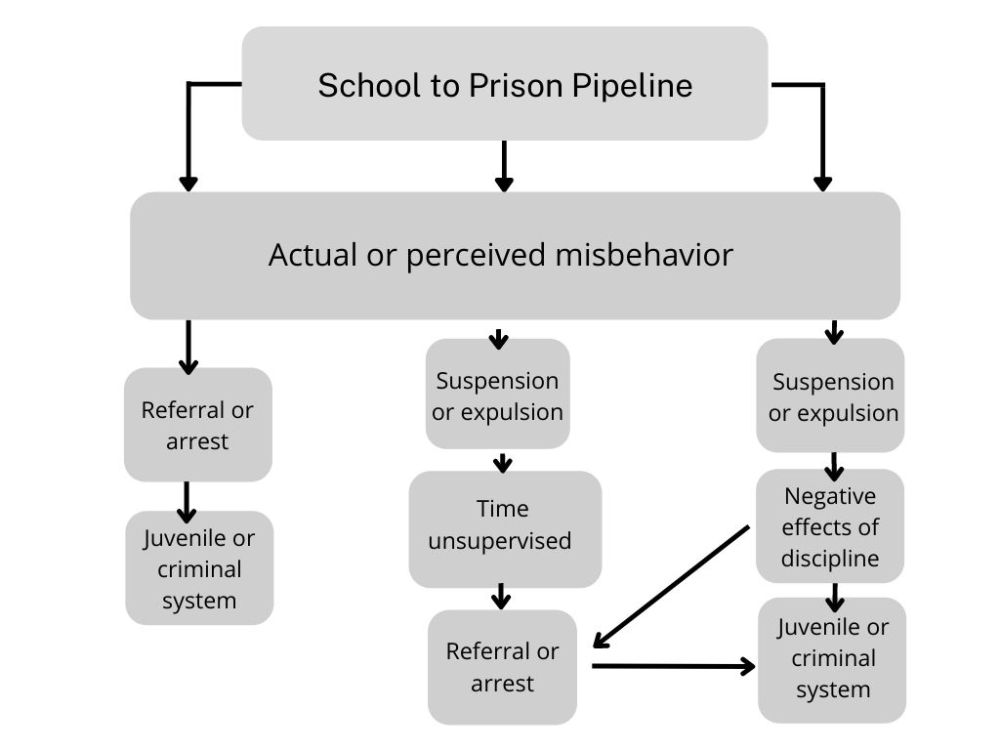 School to Prison Pipeline
Actual or perceived misbehavior
Referral or
arrest
Juvenile or
criminal
system
Suspension
or expulsion
Time
unsupervised
Referral or
arrest
Suspension
or expulsion
Negative
effects of
discipline
Juvenile or
criminal
system